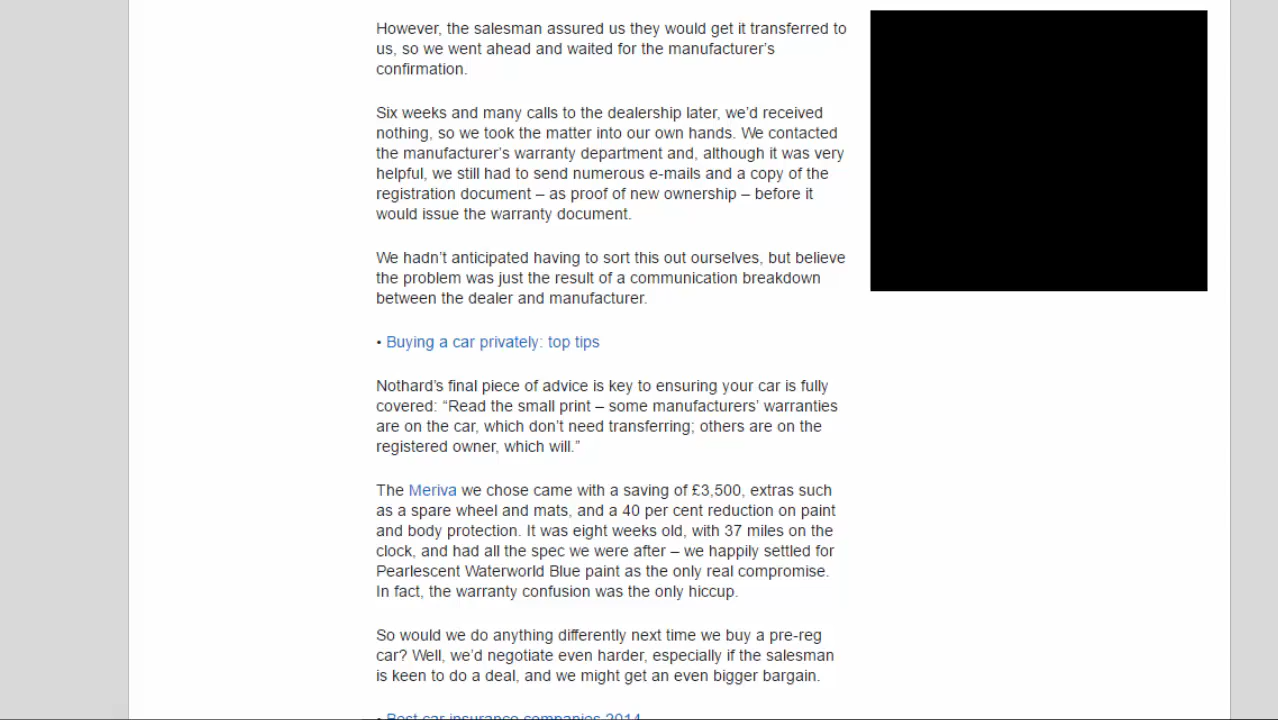 However, the salesman assured us they would get it transferred to
us, so we went ahead and waited for the manufacturer’s
confirmation.
Six weeks and many calls to the dealership later, we’d received
nothing, so we took the matter into our own hands. We contacted
the manufacturer’s warranty department and, although it was very
helpful, we still had to send numerous e-mails and a copy of the
registration document – as proof of new ownership – before it
would issue the warranty document.
We hadn’t anticipated having to sort this out ourselves, but believe
the problem was just the result of a communication breakdown
between the dealer and manufacturer.
• Buying a car privately: top tips
Nothard’s final piece of advice is key to ensuring your car is fully
covered: “Read the small print – some manufacturers’ warranties
are on the car, which don’t need transferring; others are on the
registered owner, which will.”
The Meriva we chose came with a saving of £3,500, extras such
as a spare wheel and mats, and a 40 per cent reduction on paint
and body protection. It was eight weeks old, with 37 miles on the
clock, and had all the spec we were after – we happily settled for
Pearlescent Waterworld Blue paint as the only real compromise.
In fact, the warranty confusion was the only hiccup.
So would we do anything differently next time we buy a pre-reg
car? Well, we’d negotiate even harder, especially if the salesman
is keen to do a deal, and we might get an even bigger bargain.
• Best car insurance companies 2014